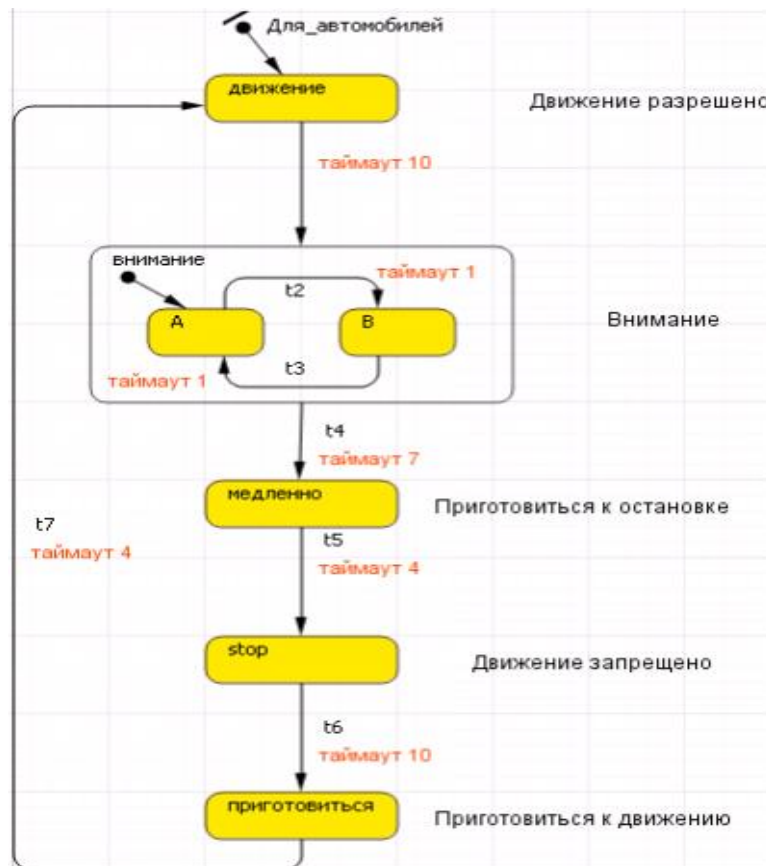 Для_автомобилей
движение
Движение разрешено
таймаут 10
внимание
таймаут 1
t2
A
B
Внимание
t3
таймаут 1
t4
таймаут 7
медленно
Приготовиться к остановке
t7
t5
таймаут 4
таймаут 4
stop
Движение запрещено
t6
таймаут 10
приготовиться
Приготовиться к движению